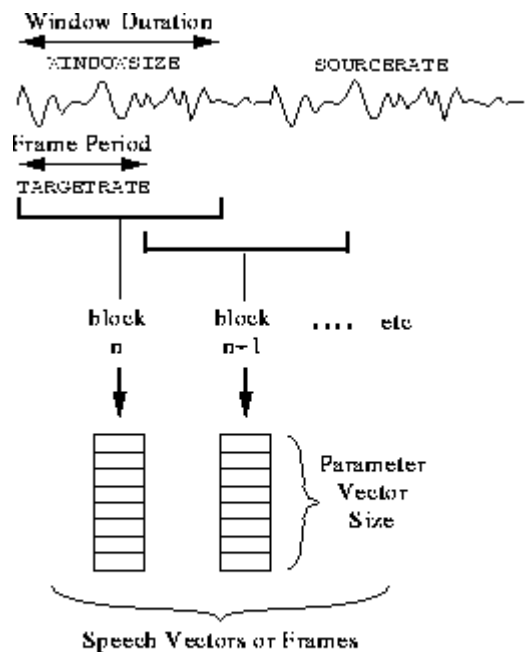 Window Duration
WINDOWSIZE
SOURCERATE
Frame Period
TARGETRATE
block block .... etc
n n+1
Parameter
Vector
Size
Speech Vectors or Frames